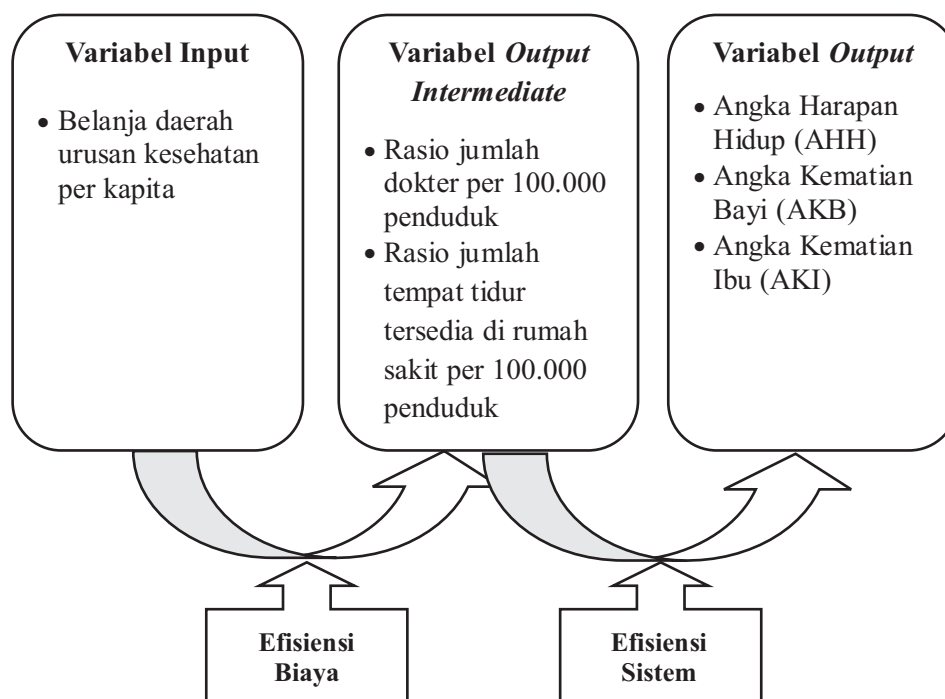 Variabel Input
• Belanja daerah
urusan kesehatan
per kapita
Variabel Output
Intermediate
• Rasio jumlah
dokter per 100.000
penduduk
• Rasio jumlah
tempat tidur
tersedia di rumah
sakit per 100.000
penduduk
Variabel Output
• Angka Harapan
Hidup (AHH)
• Angka Kematian
Bayi (AKB)
• Angka Kematian
Ibu (AKI)
Efisiensi
Biaya
Efisiensi
Sistem